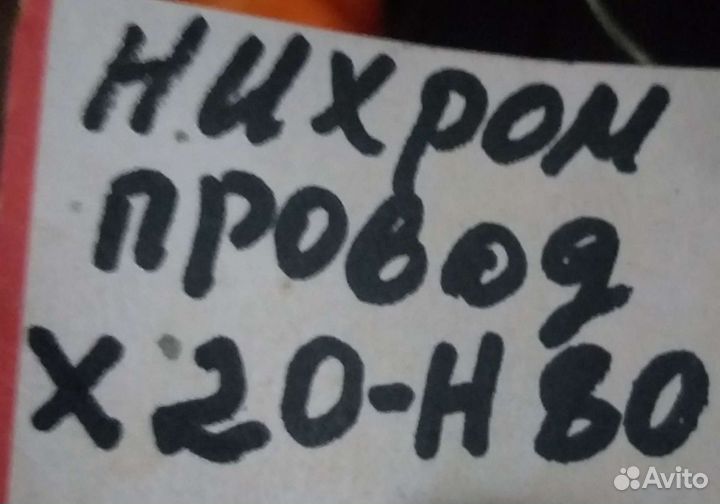 нихром
провод
х20-н80
Avito